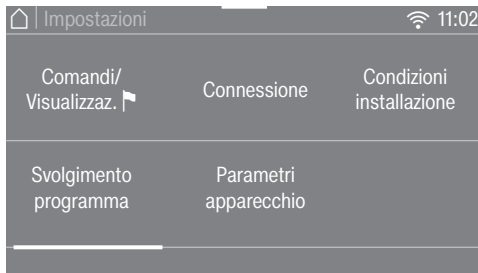 Impostazioni 11:02
Comandi/
Visualizzaz.
Connessione
Condizioni
installazione
Svolgimento
programma
Parametri
apparecchio